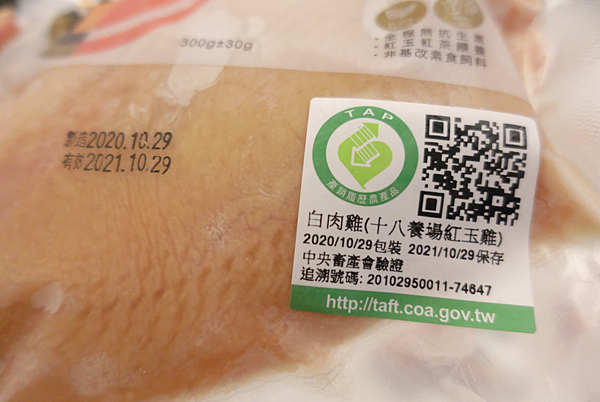 300g±30g
·全程無抗生素
·紅玉紅茶餵養
·非基改素食飼料
製造2020.10.29
有效2021.10.29
TAP
產銷履歷農產品
白肉雞(十八養場紅玉雞)
2020/10/29包裝 2021/10/29保存
中央畜產會驗證
追溯號碼: 20102950011-74647
http://taft.coa.gov.tw